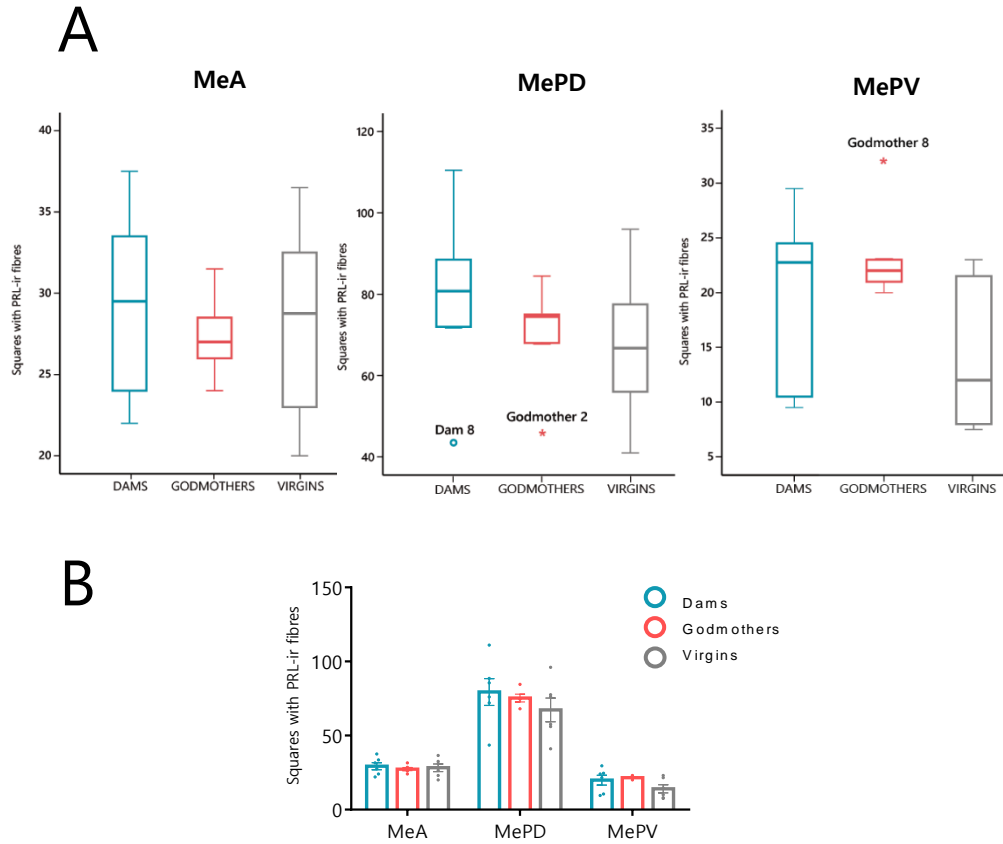 A
MeA
Squares with PRL-ir fibres
40
35
30
25
20
DAMS GODMOTHERS VIRGINS
MePD
Squares with PRL-ir fibres
120
100
80
60
40
Dam 8
Godmother 2
*
DAMS GODMOTHERS VIRGINS
MePV
Squares with PRL-ir fibres
35
30
25
20
15
10
5
Godmother 8
*
DAMS GODMOTHERS VIRGINS
B
Squares with PRL-ir fibres
150
100
50
0
MeA MePD MePV
Dams
Godmothers
Virgins